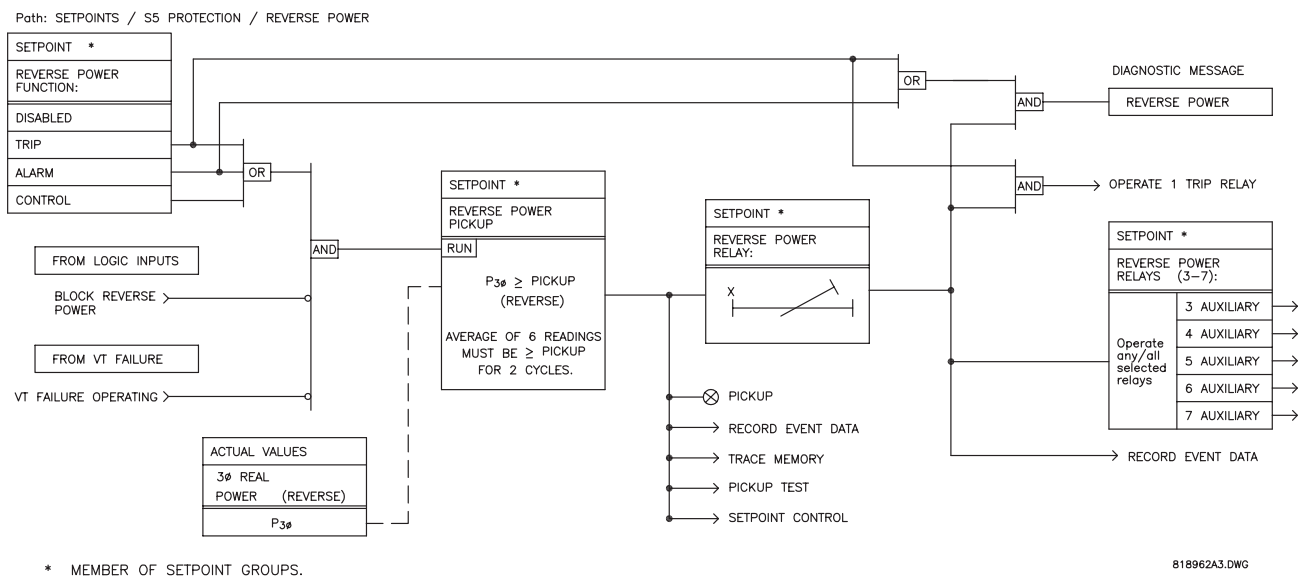 Path: SETPOINTS / S5 PROTECTION / REVERSE POWER
SETPOINT *
REVERSE POWER
FUNCTION:
DISABLED
TRIP
ALARM
CONTROL
OR
FROM LOGIC INPUTS
BLOCK REVERSE
POWER
FROM VT FAILURE
VT FAILURE OPERATING
AND
ACTUAL VALUES
3ø REAL
POWER (REVERSE)
P3ø
SETPOINT *
REVERSE POWER
PICKUP
RUN
P3ø ≥ PICKUP
(REVERSE)
AVERAGE OF 6 READINGS
MUST BE ≥ PICKUP
FOR 2 CYCLES.
SETPOINT *
REVERSE POWER
RELAY:
X
PICKUP
RECORD EVENT DATA
TRACE MEMORY
PICKUP TEST
SETPOINT CONTROL
OR
AND
DIAGNOSTIC MESSAGE
REVERSE POWER
AND
OPERATE 1 TRIP RELAY
SETPOINT *
REVERSE POWER
RELAYS (3-7):
Operate
any/all
selected
relays
3 AUXILIARY
4 AUXILIARY
5 AUXILIARY
6 AUXILIARY
7 AUXILIARY
RECORD EVENT DATA
* MEMBER OF SETPOINT GROUPS.
818962A3.DWG